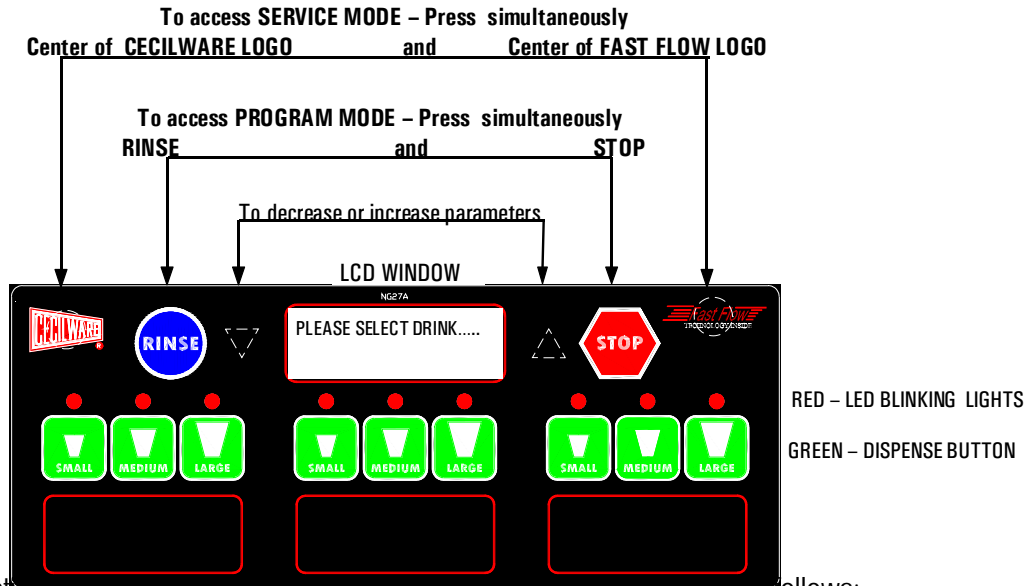 To access SERVICE MODE – Press simultaneously
Center of CECILWARE LOGO and Center of FAST FLOW LOGO
To access PROGRAM MODE – Press simultaneously
RINSE and STOP
To decrease or increase parameters
LCD WINDOW
NG27A
CECILWARE ®
RINSE
PLEASE SELECT DRINK.....
STOP
Fast Flow
TECHNOLOGY INSIDE
RED – LED BLINKING LIGHTS
SMALL MEDIUM LARGE
SMALL MEDIUM LARGE
SMALL MEDIUM LARGE
GREEN – DISPENSE BUTTON